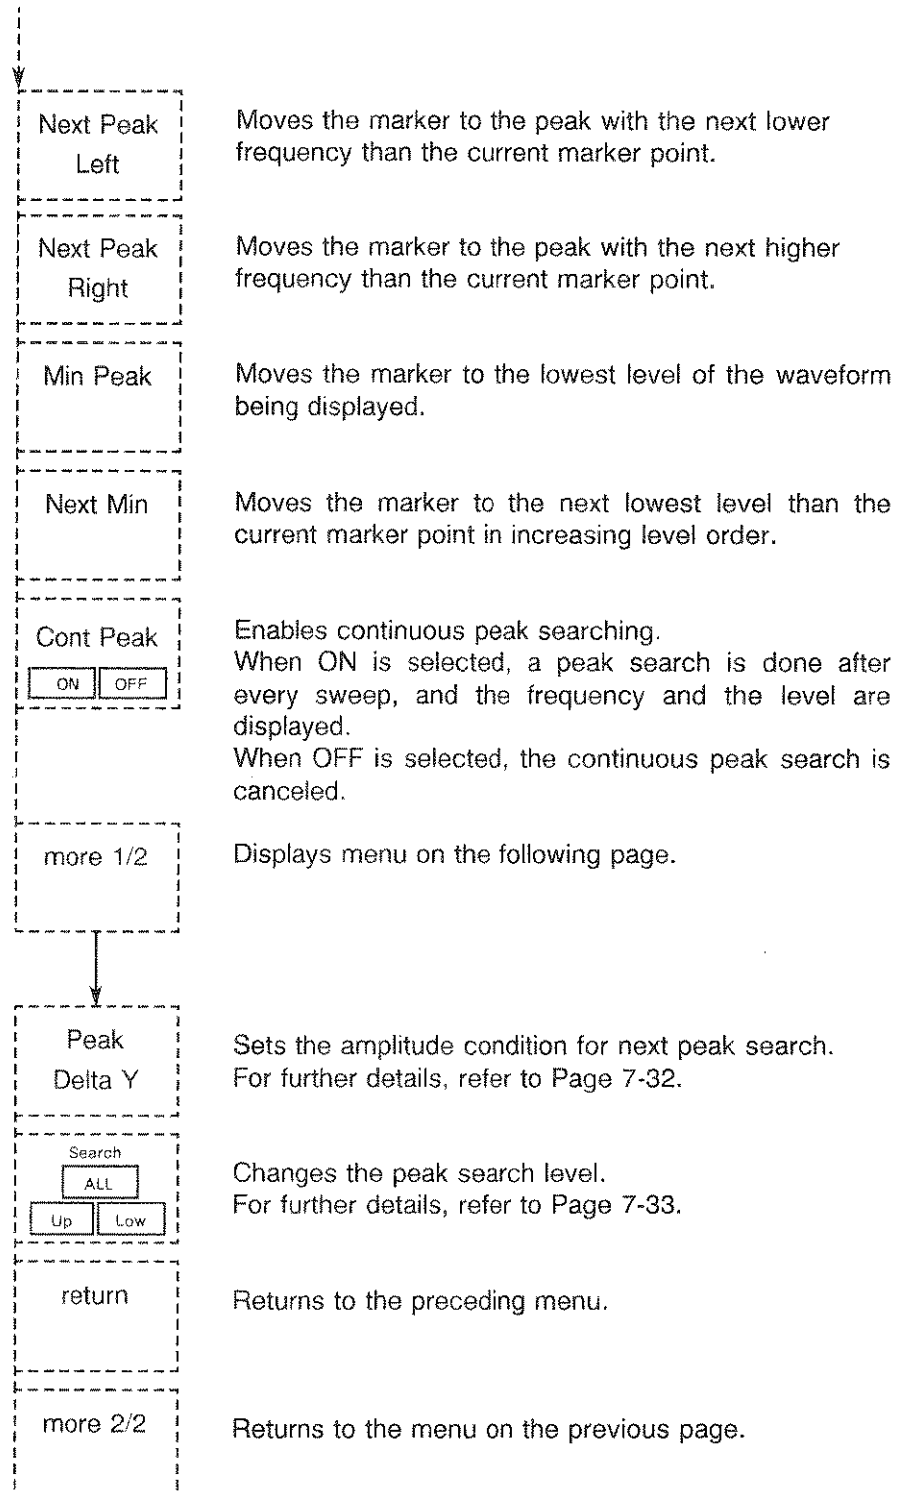 Next Peak
Left
Moves the marker to the peak with the next lower
frequency than the current marker point.
Next Peak
Right
Moves the marker to the peak with the next higher
frequency than the current marker point.
Min Peak
Moves the marker to the lowest level of the waveform
being displayed.
Next Min
Moves the marker to the next lowest level than the
current marker point in increasing level order.
Cont Peak
ON OFF
Enables continuous peak searching.
When ON is selected, a peak search is done after
every sweep, and the frequency and the level are
displayed.
When OFF is selected, the continuous peak search is
canceled.
more 1/2
Displays menu on the following page.
Peak
Delta Y
Sets the amplitude condition for next peak search.
For further details, refer to Page 7-32.
Search
ALL
Up Low
Changes the peak search level.
For further details, refer to Page 7-33.
return
Returns to the preceding menu.
more 2/2
Returns to the menu on the previous page.